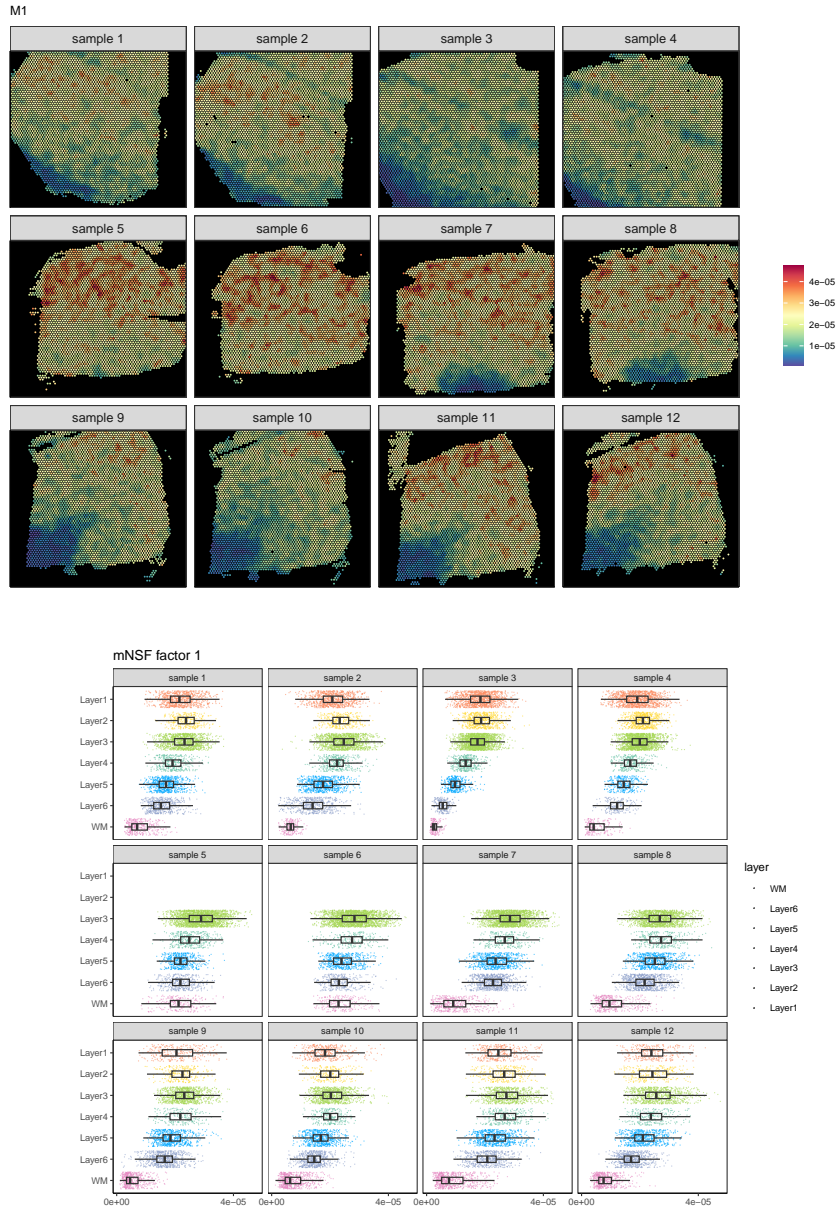 M1
sample 1 sample 2 sample 3 sample 4
sample 5 sample 6 sample 7 sample 8
4e−05
3e−05
2e−05
1e−05
sample 9 sample 10 sample 11 sample 12
mNSF factor 1
sample 1 sample 2 sample 3 sample 4
Layer1
Layer2
Layer3
Layer4
Layer5
Layer6
WM
sample 5 sample 6 sample 7 sample 8
Layer1
Layer2
Layer3
Layer4
Layer5
Layer6
WM
layer
WM
Layer6
Layer5
Layer4
Layer3
Layer2
Layer1
sample 9 sample 10 sample 11 sample 12
Layer1
Layer2
Layer3
Layer4
Layer5
Layer6
WM
0e+00 4e−05 0e+00 4e−05 0e+00 4e−05 0e+00 4e−05